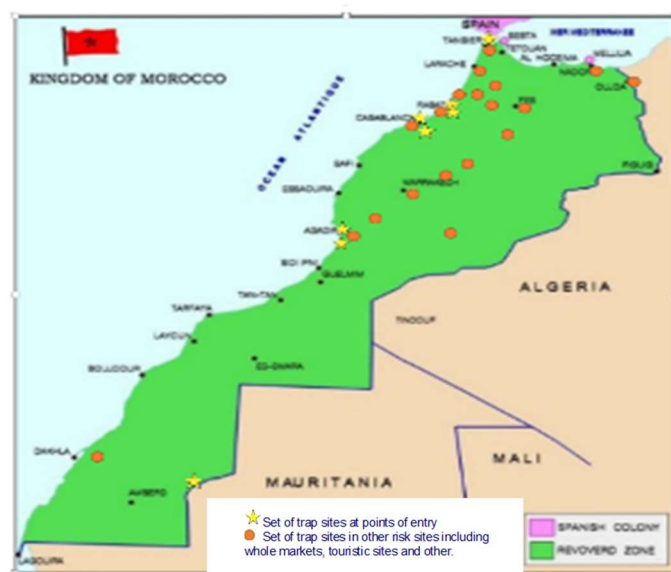 SPAIN
MER MEDITERRANEE
TANGIER
SEBTA
TETOUAN
AL HOCEIMA
MELLILIA
NADOR
LARACHE
OUJDA
KINGDOM OF MOROCCO
RABAT
FES
CASABLANCA
OCEAN ATLANTIQUE
SAFI
FIGUIG
ESSAOUIRA
MARRAKECH
AGADIR
SIDI IFNI
GUELMIM
ALGERIA
TAN-TAN
TARFAYA
TINDOUF
LAYOUN
ES-SMARA
BOUJDOUR
DAKHLA
MALI
MAURITANIA
Set of trap sites at points of entry
Set of trap sites in other risk sites including
whole markets, touristic sites and other.
SPANISH COLONY
REVOVERD ZONE
LAGOUIRA